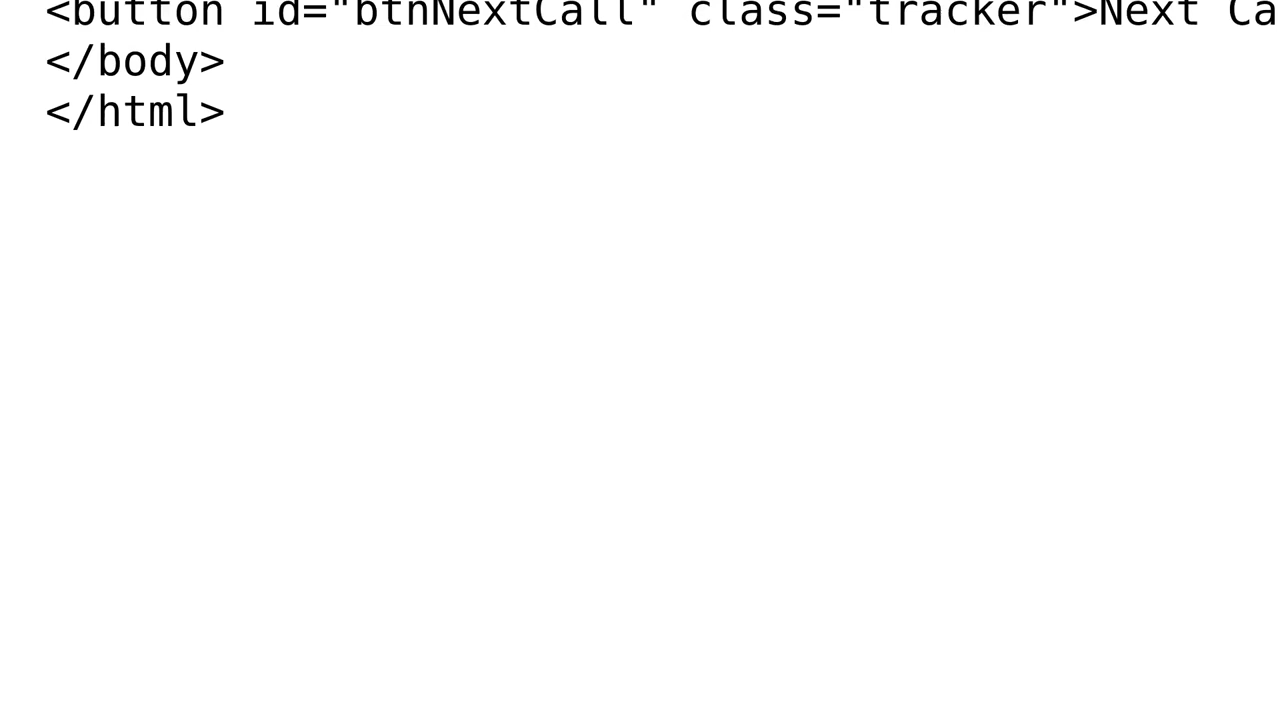 <button id="btnNextCall" class="tracker">Next Ca
</body>
</html>